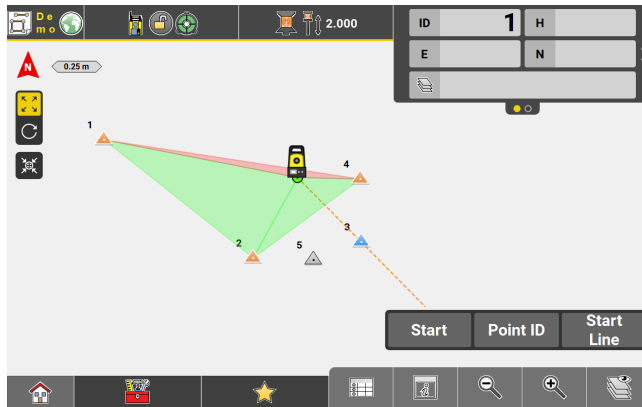 De
mo
2.000
ID 1 H
E N
N
0.25 m
1
4
3
2
5
Start Point ID Start
Line